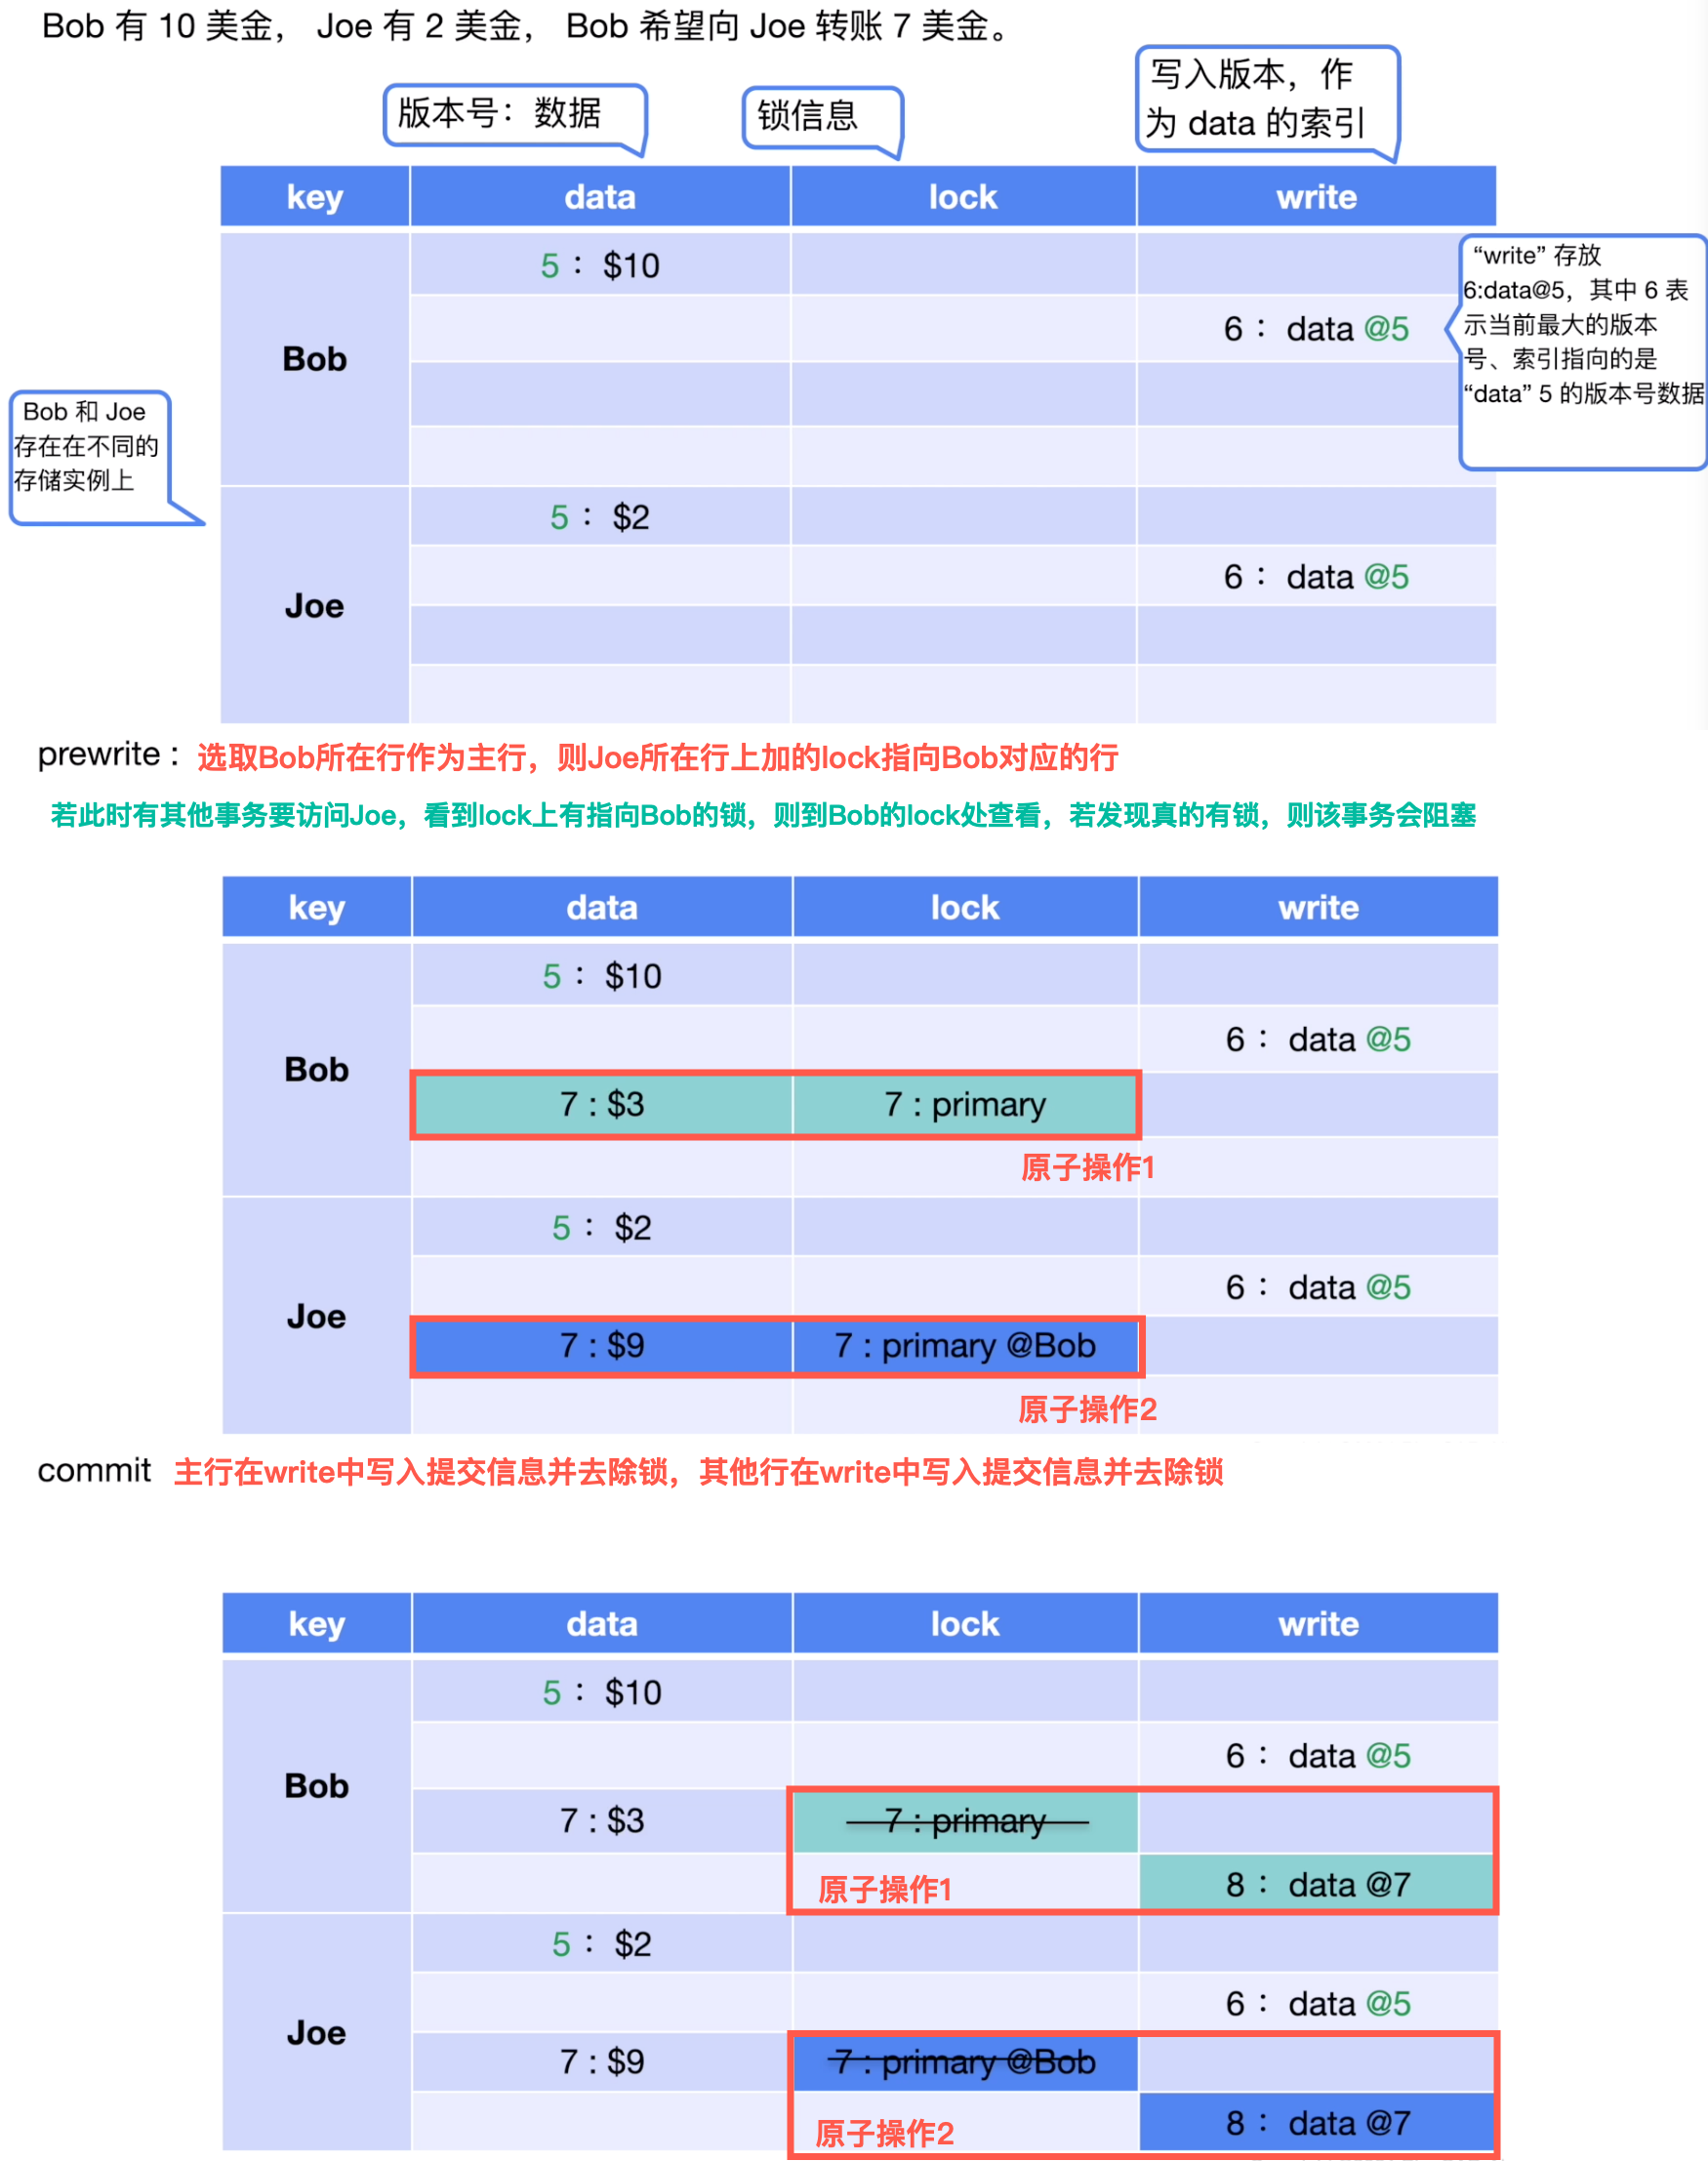 Bob 有 10 美金， Joe 有 2 美金， Bob 希望向 Joe 转账 7 美金。
版本号：数据
锁信息
写入版本，作
为 data 的索引
key data lock write
5： $10
“write” 存放
6:data@5，其中 6 表
示当前最大的版本
号、索引指向的是
“data” 5 的版本号数据
6： data @5
Bob
Bob 和 Joe
存在在不同的
存储实例上
5： $2
6： data @5
Joe
prewrite : 选取Bob所在行作为主行，则Joe所在行上加的lock指向Bob对应的行
若此时有其他事务要访问Joe，看到lock上有指向Bob的锁，则到Bob的lock处查看，若发现真的有锁，则该事务会阻塞
key data lock write
5： $10
6： data @5
Bob
7 : $3 7 : primary
原子操作1
5： $2
6： data @5
Joe
7 : $9 7 : primary @Bob
原子操作2
commit 主行在write中写入提交信息并去除锁，其他行在write中写入提交信息并去除锁
key data lock write
5： $10
6： data @5
Bob
7 : $3 7 : primary
原子操作1 8： data @7
5： $2
6： data @5
Joe
7 : $9 7 : primary @Bob
原子操作2 8： data @7